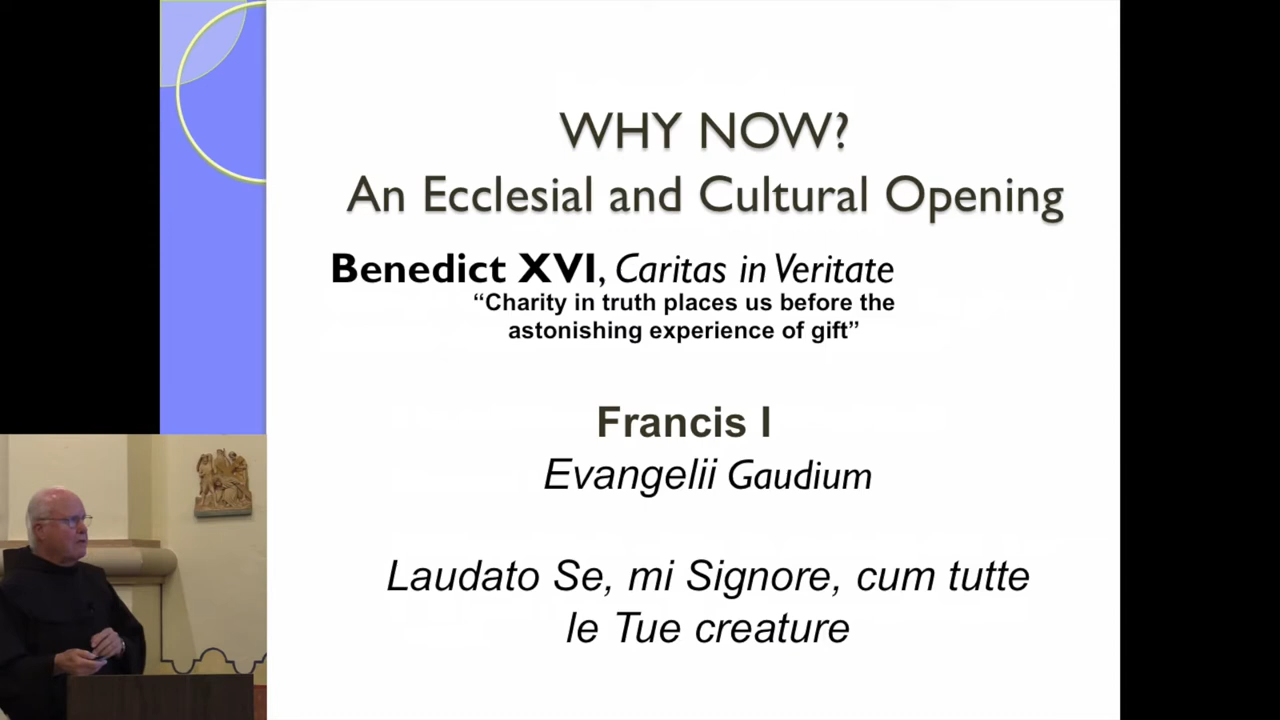 WHY NOW?
An Ecclesial and Cultural Opening
Benedict XVI, Caritas in Veritate
“Charity in truth places us before the
astonishing experience of gift”
Francis I
Evangelii Gaudium
Laudato Se, mi Signore, cum tutte
le Tue creature